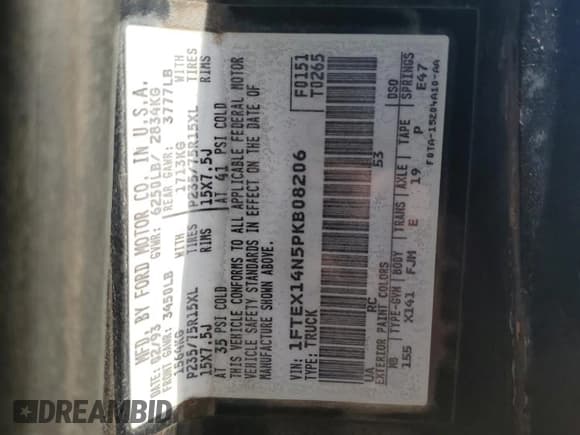 MFD. BY FORD MOTOR CO. IN U.S.A.
DATE: 02/93 GVWR: 6250LB/ 2834KG
FRONT GAWR: 3450LB REAR GAWR: 3777LB
1564KG WITH 1713KG WITH
P235/75R15XL TIRES P235/75R15XL TIRES
15X7.5J RIMS 15X7.5J RIMS
AT 35 PSI COLD AT 41 PSI COLD
THIS VEHICLE CONFORMS TO ALL APPLICABLE FEDERAL MOTOR
VEHICLE SAFETY STANDARDS IN EFFECT ON THE DATE OF
MANUFACTURE SHOWN ABOVE.
F0151
T0265
VIN: 1FTEX14N5PKB08206
TYPE: TRUCK
UA RC 53
EXTERIOR PAINT COLORS DSO
WB TYPE-GVW BODY TRANS AXLE TAPE SPRINGS
155 X141 FJM E 19 P E47
F0TA-15204A10-AA
DREAMBID